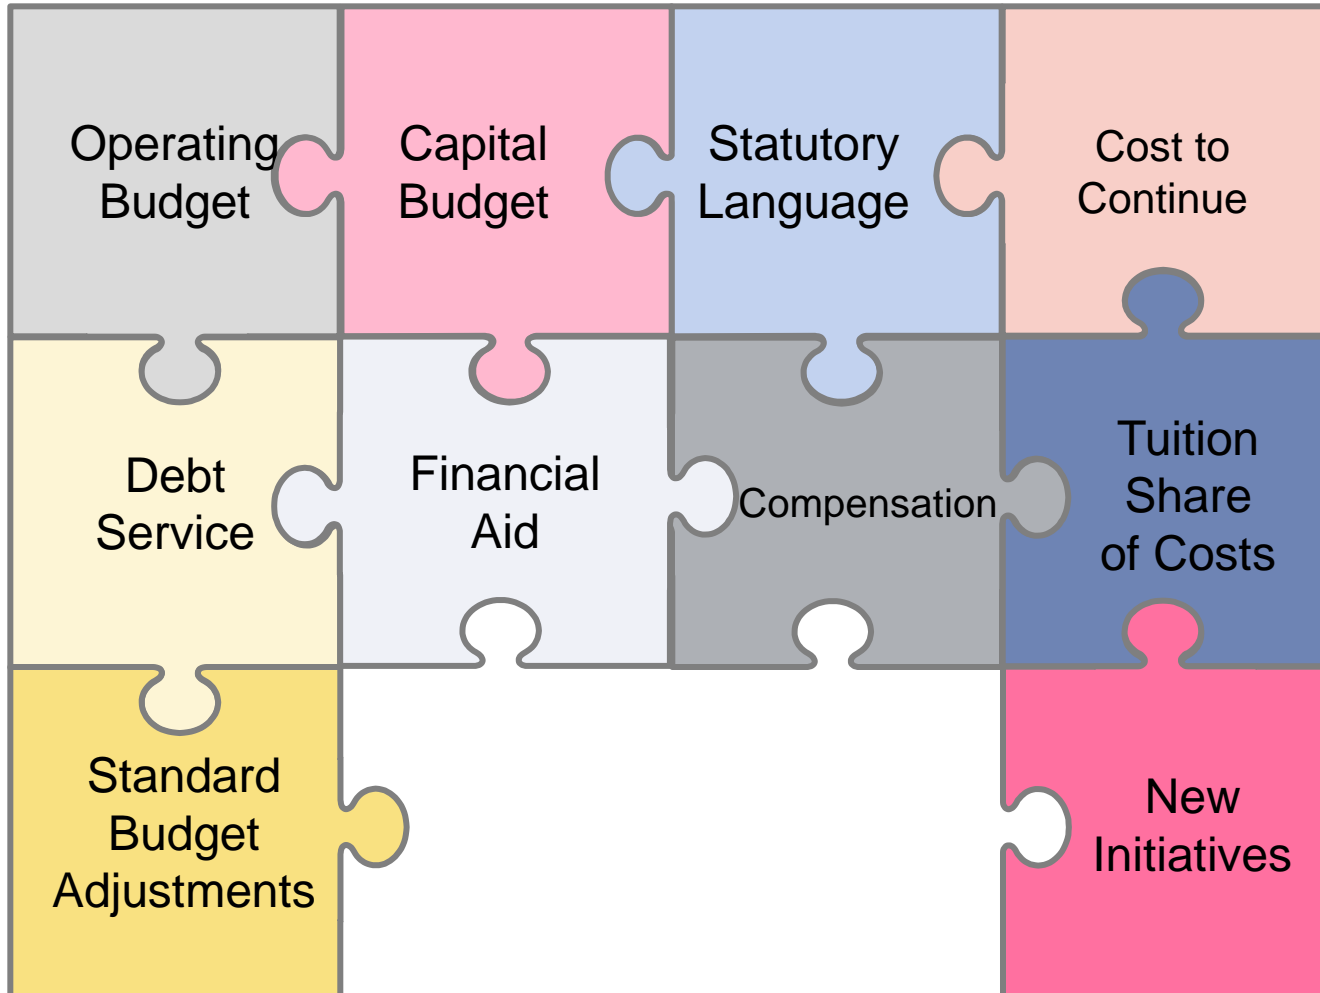 Operating
Budget
Capital
Budget
Statutory
Language
Cost to
Continue
Debt
Service
Financial
Aid
Compensation
Tuition
Share
of Costs
Standard
Budget
Adjustments
New
Initiatives